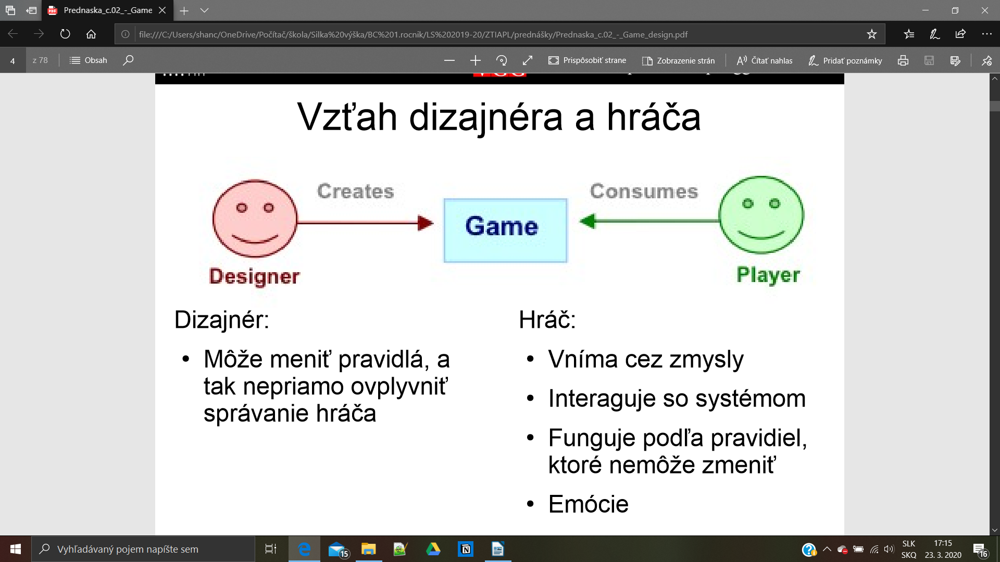 Prednaska_c.02_-_Game
file:///C:/Users/shanc/OneDrive/Počítač/škola/Silka%20výška/BC%201.rocnik/LS%202019-20/ZTIAPL/prednášky/Prednaska_c.02_-_Game_design.pdf
4 z 78 Obsah Prispôsobiť strane Zobrazenie strán Čítať nahlas Pridať poznámky
Vzťah dizajnéra a hráča
Creates Consumes
Game
Designer Player
Dizajnér:
• Môže meniť pravidlá, a
tak nepriamo ovplyvniť
správanie hráča
Hráč:
• Vníma cez zmysly
• Interaguje so systémom
• Funguje podľa pravidiel,
ktoré nemôže zmeniť
• Emócie
Vyhľadávaný pojem napíšte sem
15
SLK
SKQ
17:15
23. 3. 2020
16